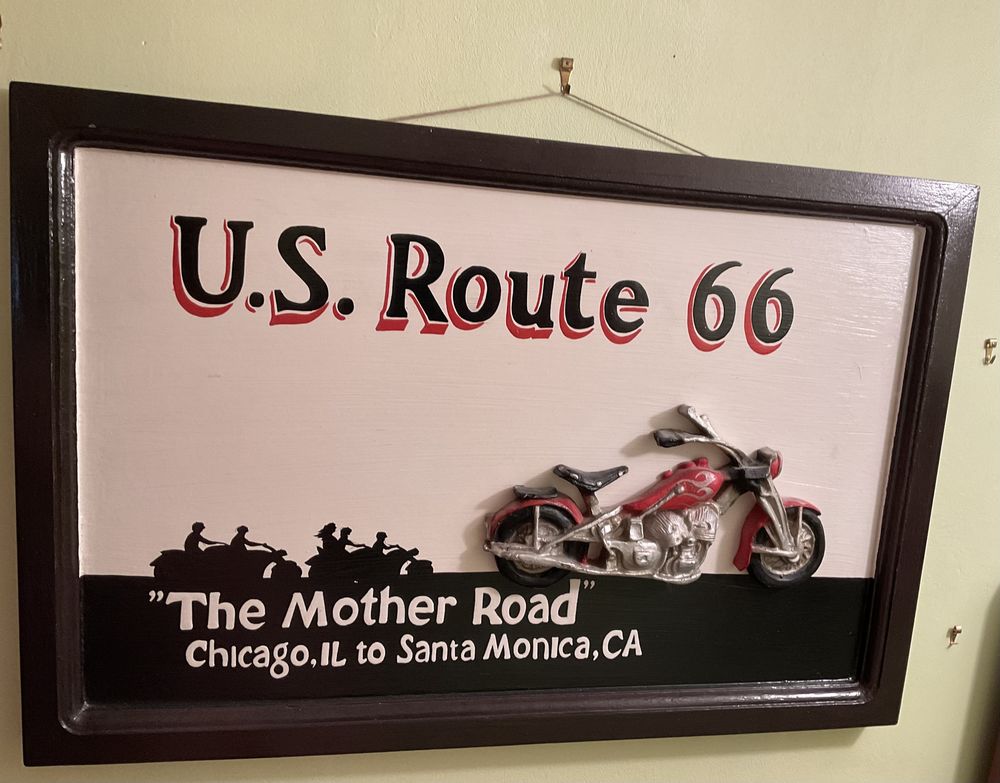 U.S. Route 66
"The Mother Road"
Chicago, IL to Santa Monica, CA